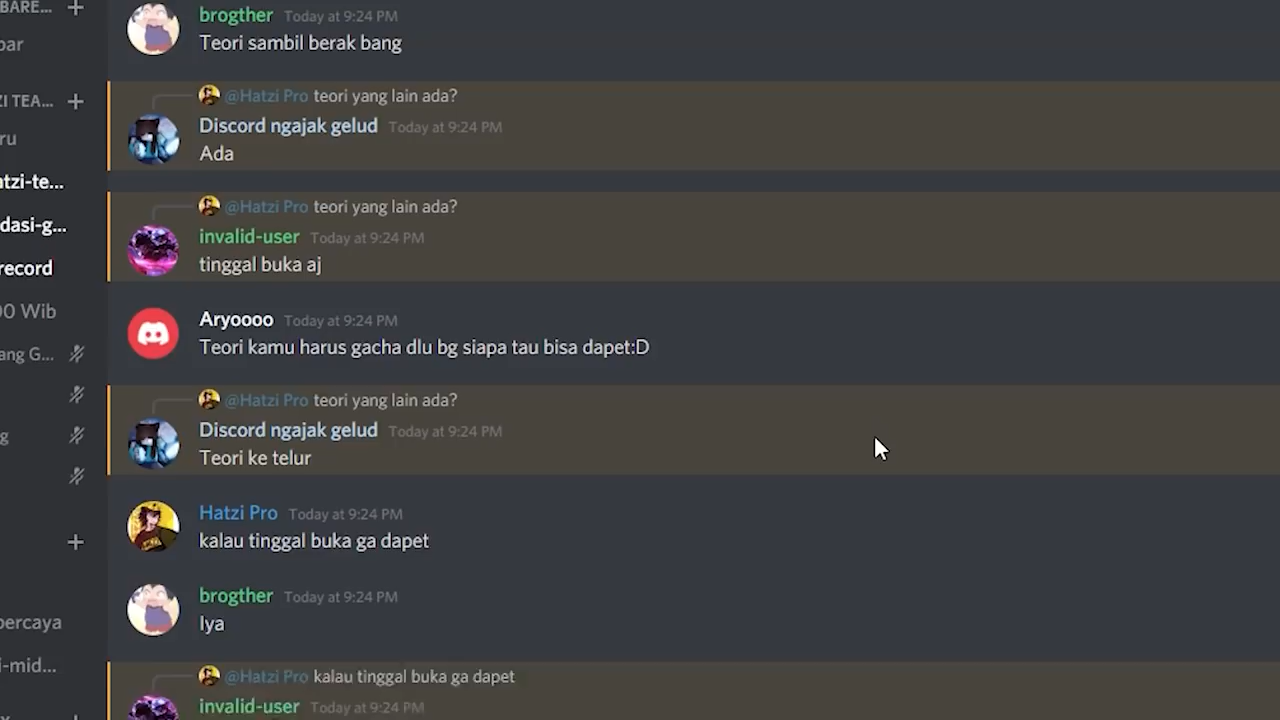 BARE...
brogther Today at 9:24 PM
bar
Teori sambil berak bang
ZI TEA...
@Hatzi Pro teori yang lain ada?
Discord ngajak gelud Today at 9:24 PM
ru
Ada
atzi-te...
@Hatzi Pro teori yang lain ada?
dasi-g...
invalid-user Today at 9:24 PM
record
tinggal buka aj
00 Wib
Aryoooo Today at 9:24 PM
ang G...
Teori kamu harus gacha dlu bg siapa tau bisa dapet:D
@Hatzi Pro teori yang lain ada?
g
Discord ngajak gelud Today at 9:24 PM
Teori ke telur
Hatzi Pro Today at 9:24 PM
kalau tinggal buka ga dapet
brogther Today at 9:24 PM
percaya
Iya
i-mid...
@Hatzi Pro kalau tinggal buka ga dapet
invalid-user Today at 9:24 PM